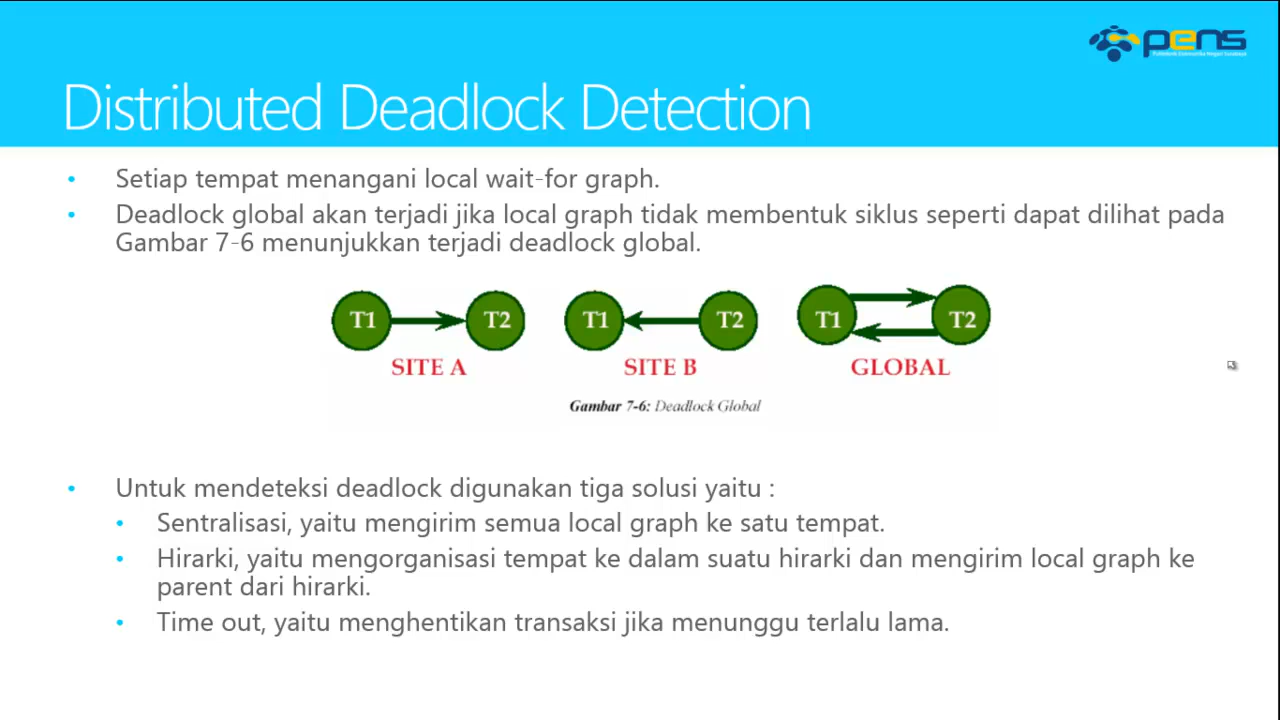 pens
Politeknik Elektronika Negeri Surabaya
Distributed Deadlock Detection
• Setiap tempat menangani local wait-for graph.
• Deadlock global akan terjadi jika local graph tidak membentuk siklus seperti dapat dilihat pada
Gambar 7-6 menunjukkan terjadi deadlock global.
T1 T2 T1 T2 T1 T2
SITE A SITE B GLOBAL
Gambar 7-6: Deadlock Global
• Untuk mendeteksi deadlock digunakan tiga solusi yaitu :
• Sentralisasi, yaitu mengirim semua local graph ke satu tempat.
• Hirarki, yaitu mengorganisasi tempat ke dalam suatu hirarki dan mengirim local graph ke
parent dari hirarki.
• Time out, yaitu menghentikan transaksi jika menunggu terlalu lama.